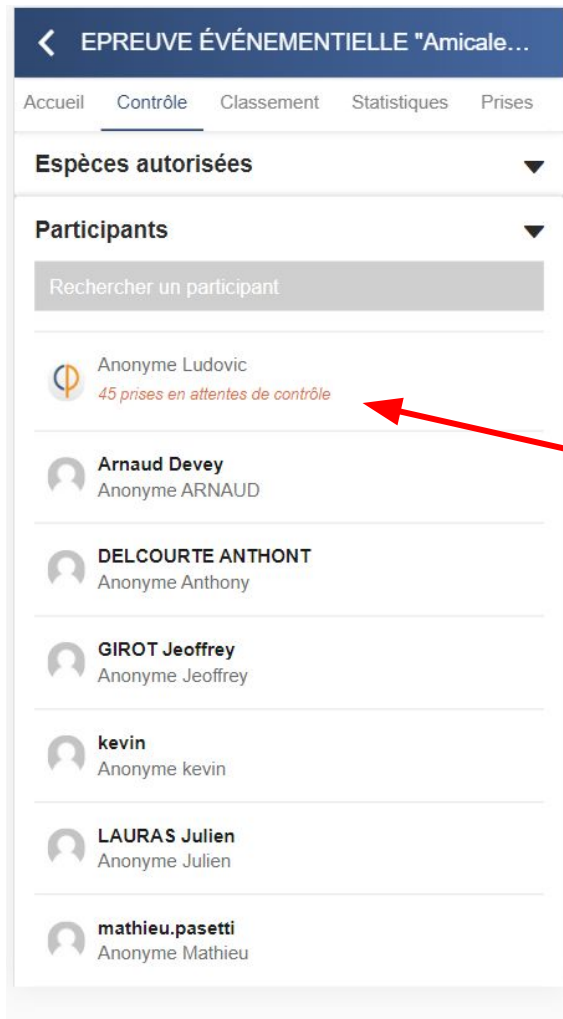 EPREUVE ÉVÉNEMENTIELLE "Amicale...
Accueil Contrôle Classement Statistiques Prises
Espèces autorisées
Participants
Rechercher un participant
Anonyme Ludovic
45 prises en attentes de contrôle
Arnaud Devey
Anonyme ARNAUD
DELCOURTE ANTHONT
Anonyme Anthony
GIROT Jeoffrey
Anonyme Jeoffrey
kevin
Anonyme kevin
LAURAS Julien
Anonyme Julien
mathieu.pasetti
Anonyme Mathieu